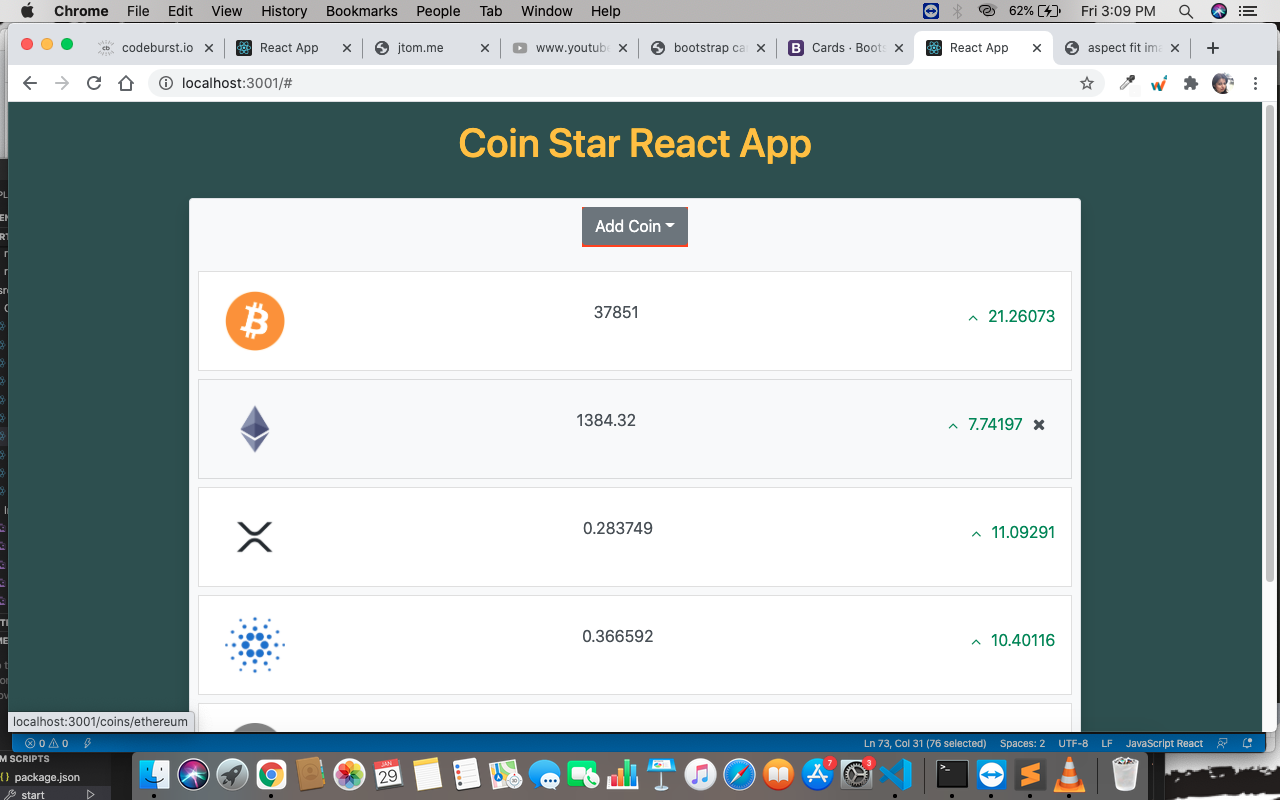 Chrome File Edit View History Bookmarks People Tab Window Help 62% Fri 3:09 PM
codeburst.io React App jtom.me www.youtub bootstrap ca Cards · Boots React App aspect fit im
localhost:3001/#
Coin Star React App
Add Coin
37851 21.26073
1384.32 7.74197
0.283749 11.09291
0.366592 10.40116
localhost:3001/coins/ethereum
0 0 Ln 73, Col 31 (76 selected) Spaces: 2 UTF-8 LF JavaScript React
M SCRIPTS
package.json
start
JAN
29
7
3